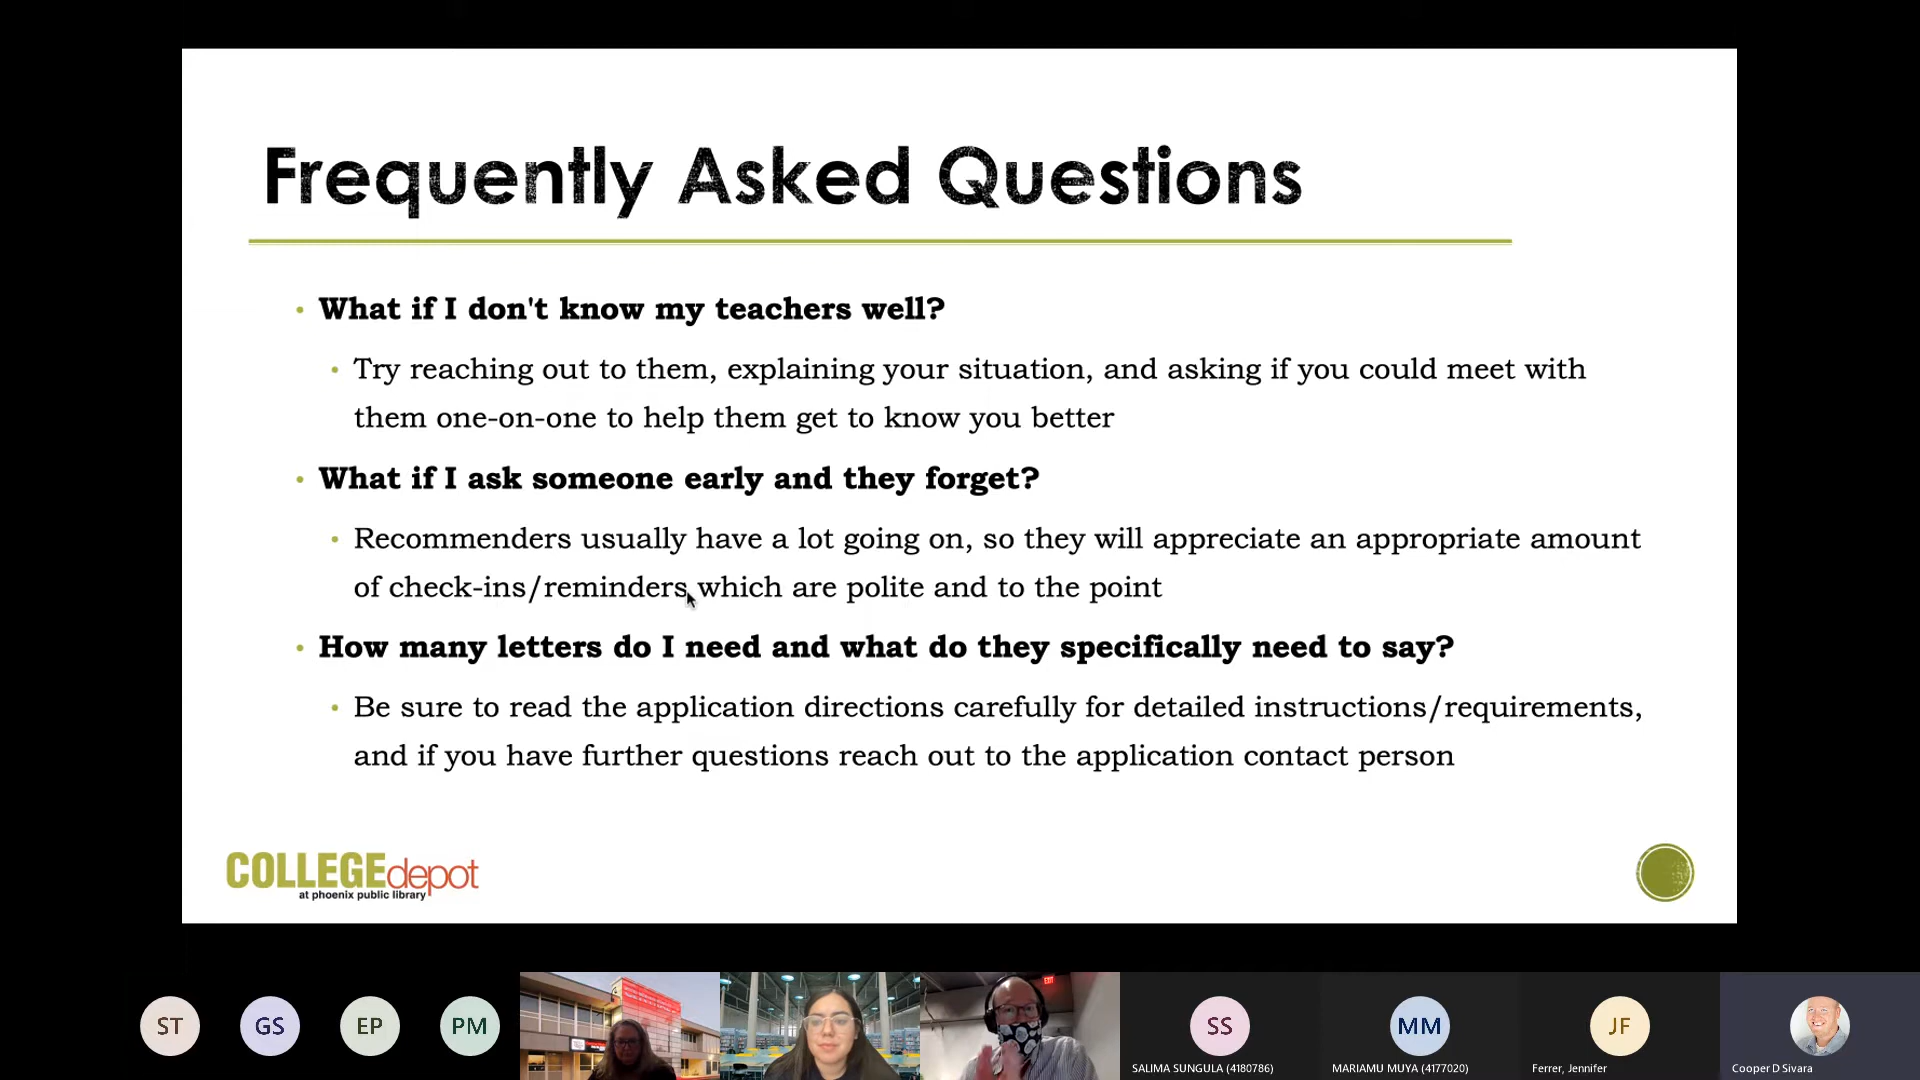 Frequently Asked Questions
What if I don't know my teachers well?
Try reaching out to them, explaining your situation, and asking if you could meet with
them one-on-one to help them get to know you better
What if I ask someone early and they forget?
Recommenders usually have a lot going on, so they will appreciate an appropriate amount
of check-ins/reminders which are polite and to the point
How many letters do I need and what do they specifically need to say?
Be sure to read the application directions carefully for detailed instructions/requirements,
and if you have further questions reach out to the application contact person
COLLEGEdepot
at phoenix public library
ST
GS
EP
PM
EXIT
SS
MM
JF
SALIMA SUNGULA (4180786)
MARIAMU MUYA (4177020)
Ferrer, Jennifer
Cooper D Sivara